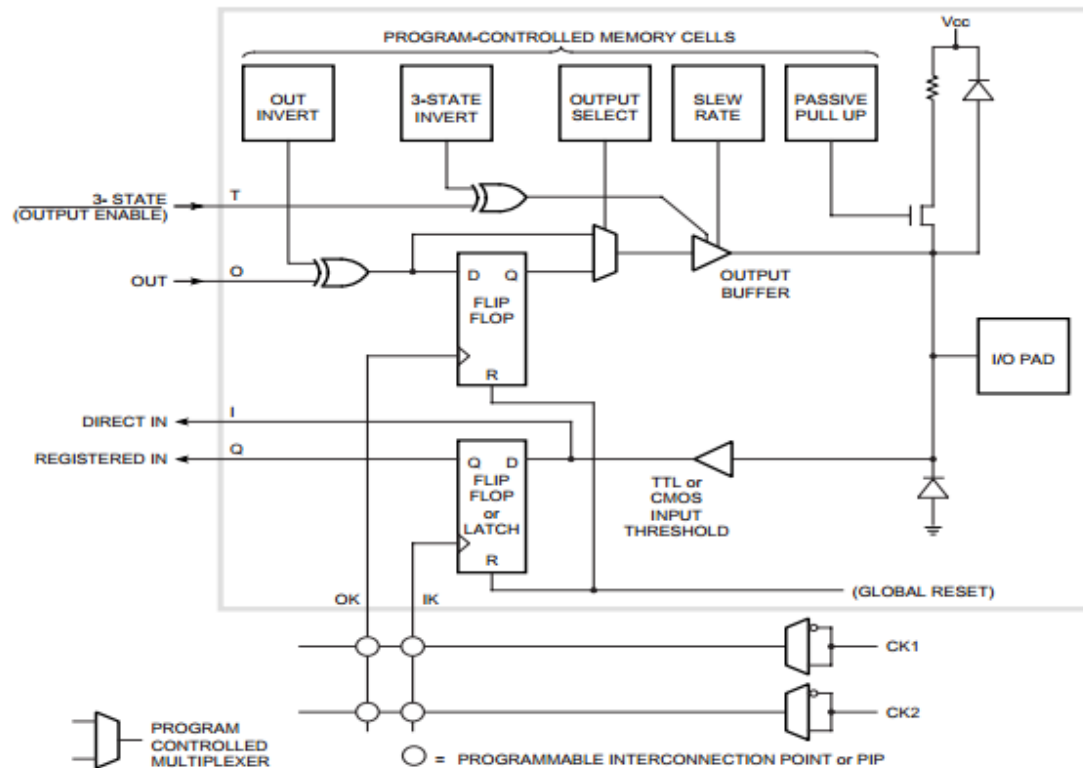 Vcc
PROGRAM-CONTROLLED MEMORY CELLS
OUT
INVERT
3-STATE
INVERT
OUTPUT
SELECT
SLEW
RATE
PASSIVE
PULL UP
3- STATE
(OUTPUT ENABLE)
T
OUT
O
D Q
FLIP
FLOP
R
OUTPUT
BUFFER
I/O PAD
DIRECT IN
I
REGISTERED IN
Q
Q D
FLIP
FLOP
or
LATCH
R
TTL or
CMOS
INPUT
THRESHOLD
OK IK
(GLOBAL RESET)
CK1
CK2
PROGRAM
CONTROLLED
MULTIPLEXER
= PROGRAMMABLE INTERCONNECTION POINT or PIP